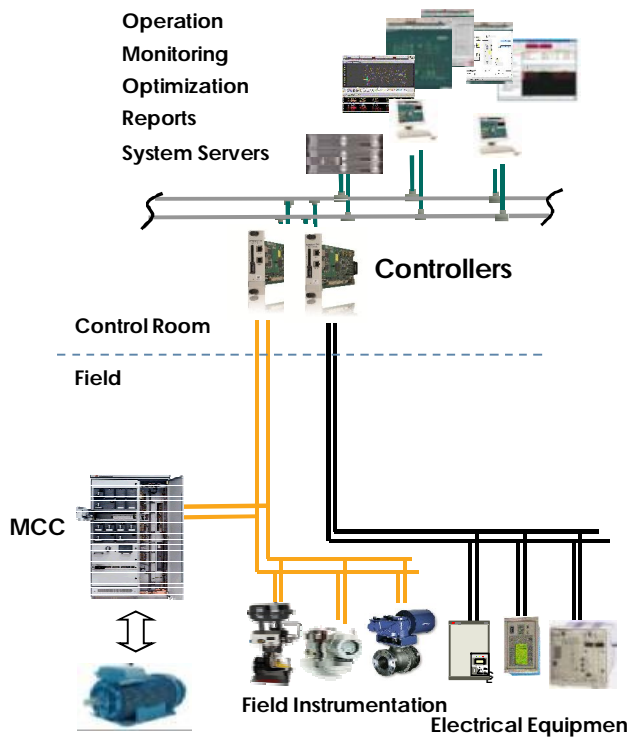 Operation
Monitoring
Optimization
Reports
System Servers
Controllers
Control Room
Field
MCC
Field Instrumentation
Electrical Equipmen